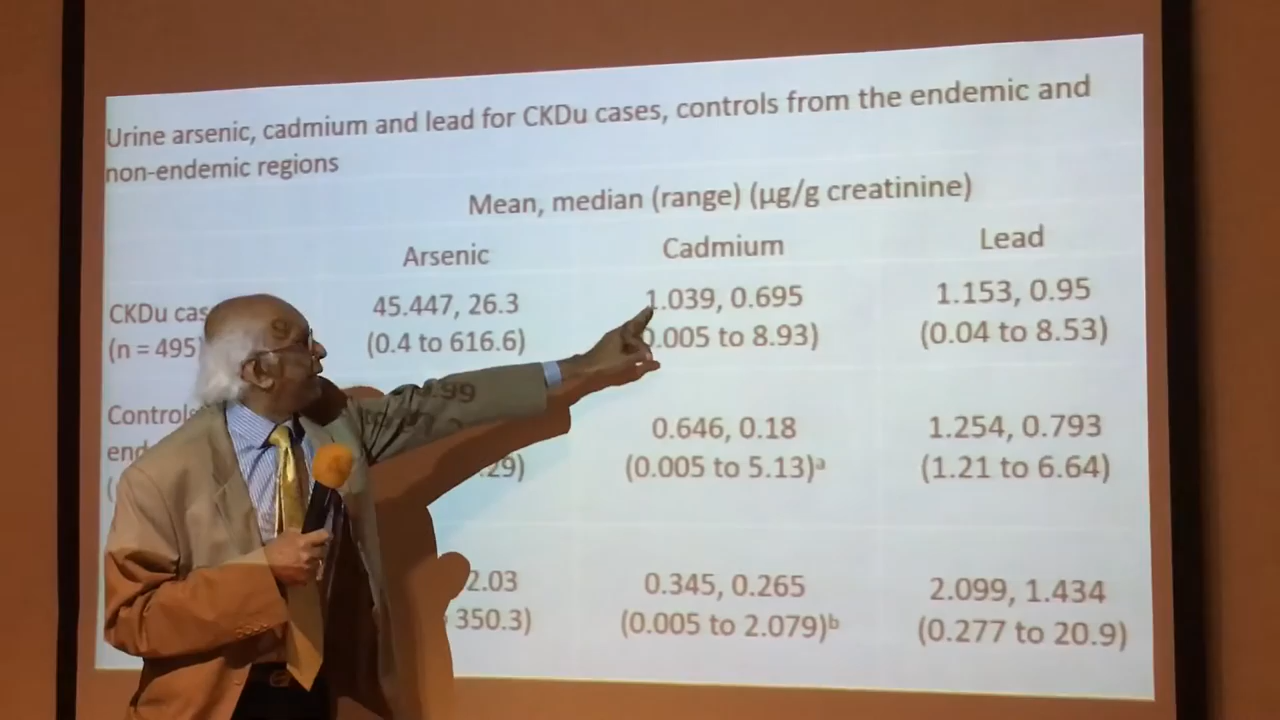 Urine arsenic, cadmium and lead for CKDu cases, controls from the endemic and
non-endemic regions
Mean, median (range) (µg/g creatinine)
Arsenic Cadmium Lead
CKDu 45.447, 26.3 1.039, 0.695 1.153, 0.95
(n = 495) (0.4 to 616.6) 0.005 to 8.93) (0.04 to 8.53)
.99
Controls 0.646, 0.18 1.254, 0.793
.29) (0.005 to 5.13)ᵃ (1.21 to 6.64)
2.03 0.345, 0.265 2.099, 1.434
350.3) (0.005 to 2.079)ᵇ (0.277 to 20.9)